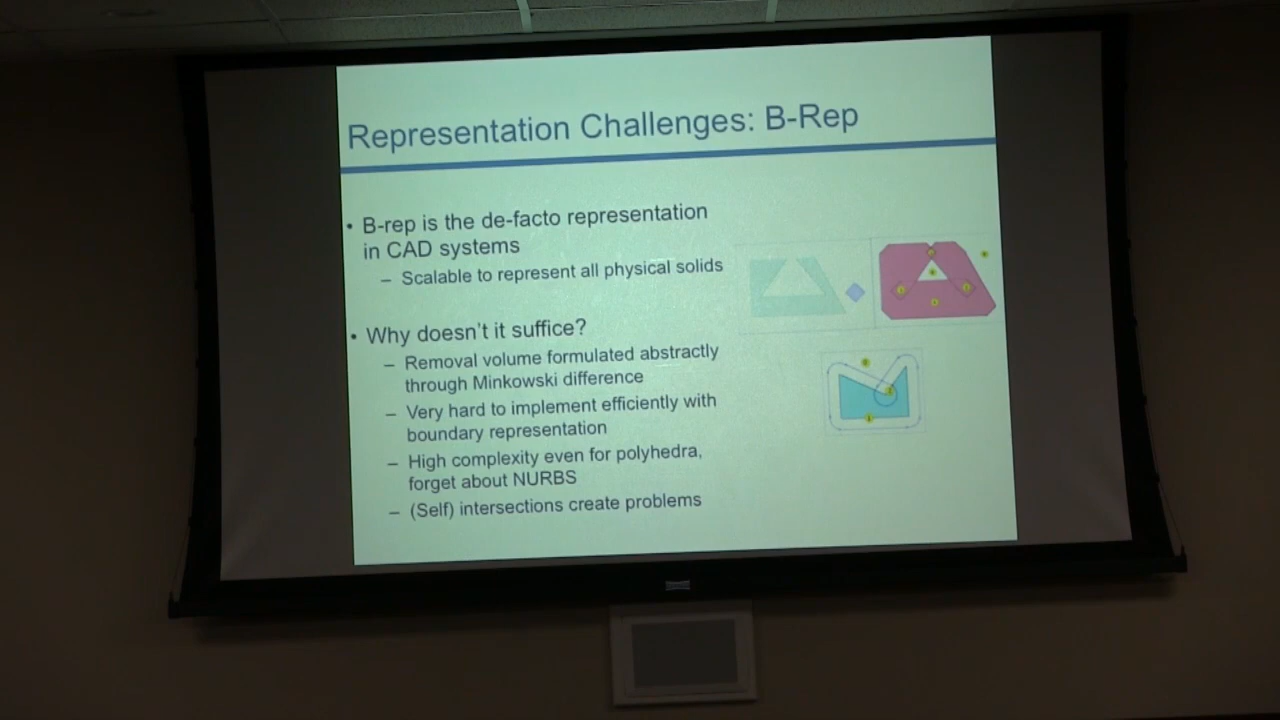 Representation Challenges: B-Rep
• B-rep is the de-facto representation
in CAD systems
– Scalable to represent all physical solids
• Why doesn't it suffice?
– Removal volume formulated abstractly
through Minkowski difference
– Very hard to implement efficiently with
boundary representation
– High complexity even for polyhedra,
forget about NURBS
– (Self) intersections create problems